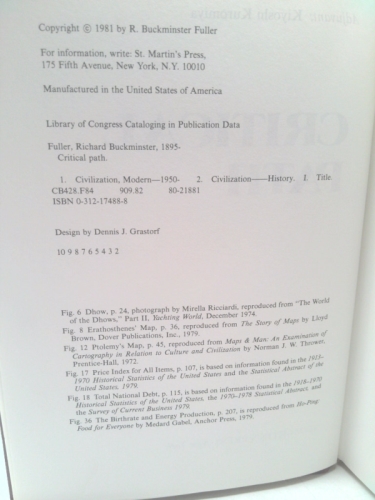 Copyright © 1981 by R. Buckminster Fuller
For information, write: St. Martin's Press,
175 Fifth Avenue, New York, N.Y. 10010
Manufactured in the United States of America
Library of Congress Cataloging in Publication Data
Fuller, Richard Buckminster, 1895-
Critical path.
1. Civilization, Modern—1950- 2. Civilization—History. I. Title.
CB428.F84 909.82 80-21881
ISBN 0-312-17488-8
Design by Dennis J. Grastorf
10 9 8 7 6 5 4 3 2
Fig. 6 Dhow, p. 24, photograph by Mirella Ricciardi, reproduced from "The World
of the Dhows," Part II, Yachting World, December 1974.
Fig. 8 Erathosthenes' Map, p. 36, reproduced from The Story of Maps by Lloyd
Brown, Dover Publications, Inc., 1979.
Fig. 12 Ptolemy's Map, p. 45, reproduced from Maps & Man: An Examination of
Cartography in Relation to Culture and Civilization by Norman J. W. Thrower,
Prentice-Hall, 1972.
Fig. 17 Price Index for All Items, p. 107, is based on information found in the 1915-
1970 Historical Statistics of the United States and the Statistical Abstract of the
United States, 1979.
Fig. 18 Total National Debt, p. 115, is based on information found in the 1918-1970
Historical Statistics of the United States, the 1970-1978 Statistical Abstract, and
the Survey of Current Business 1979.
Fig. 36 The Birthrate and Energy Production, p. 207, is reproduced from Ho-Ping:
Food for Everyone by Medard Gabel, Anchor Press, 1979.